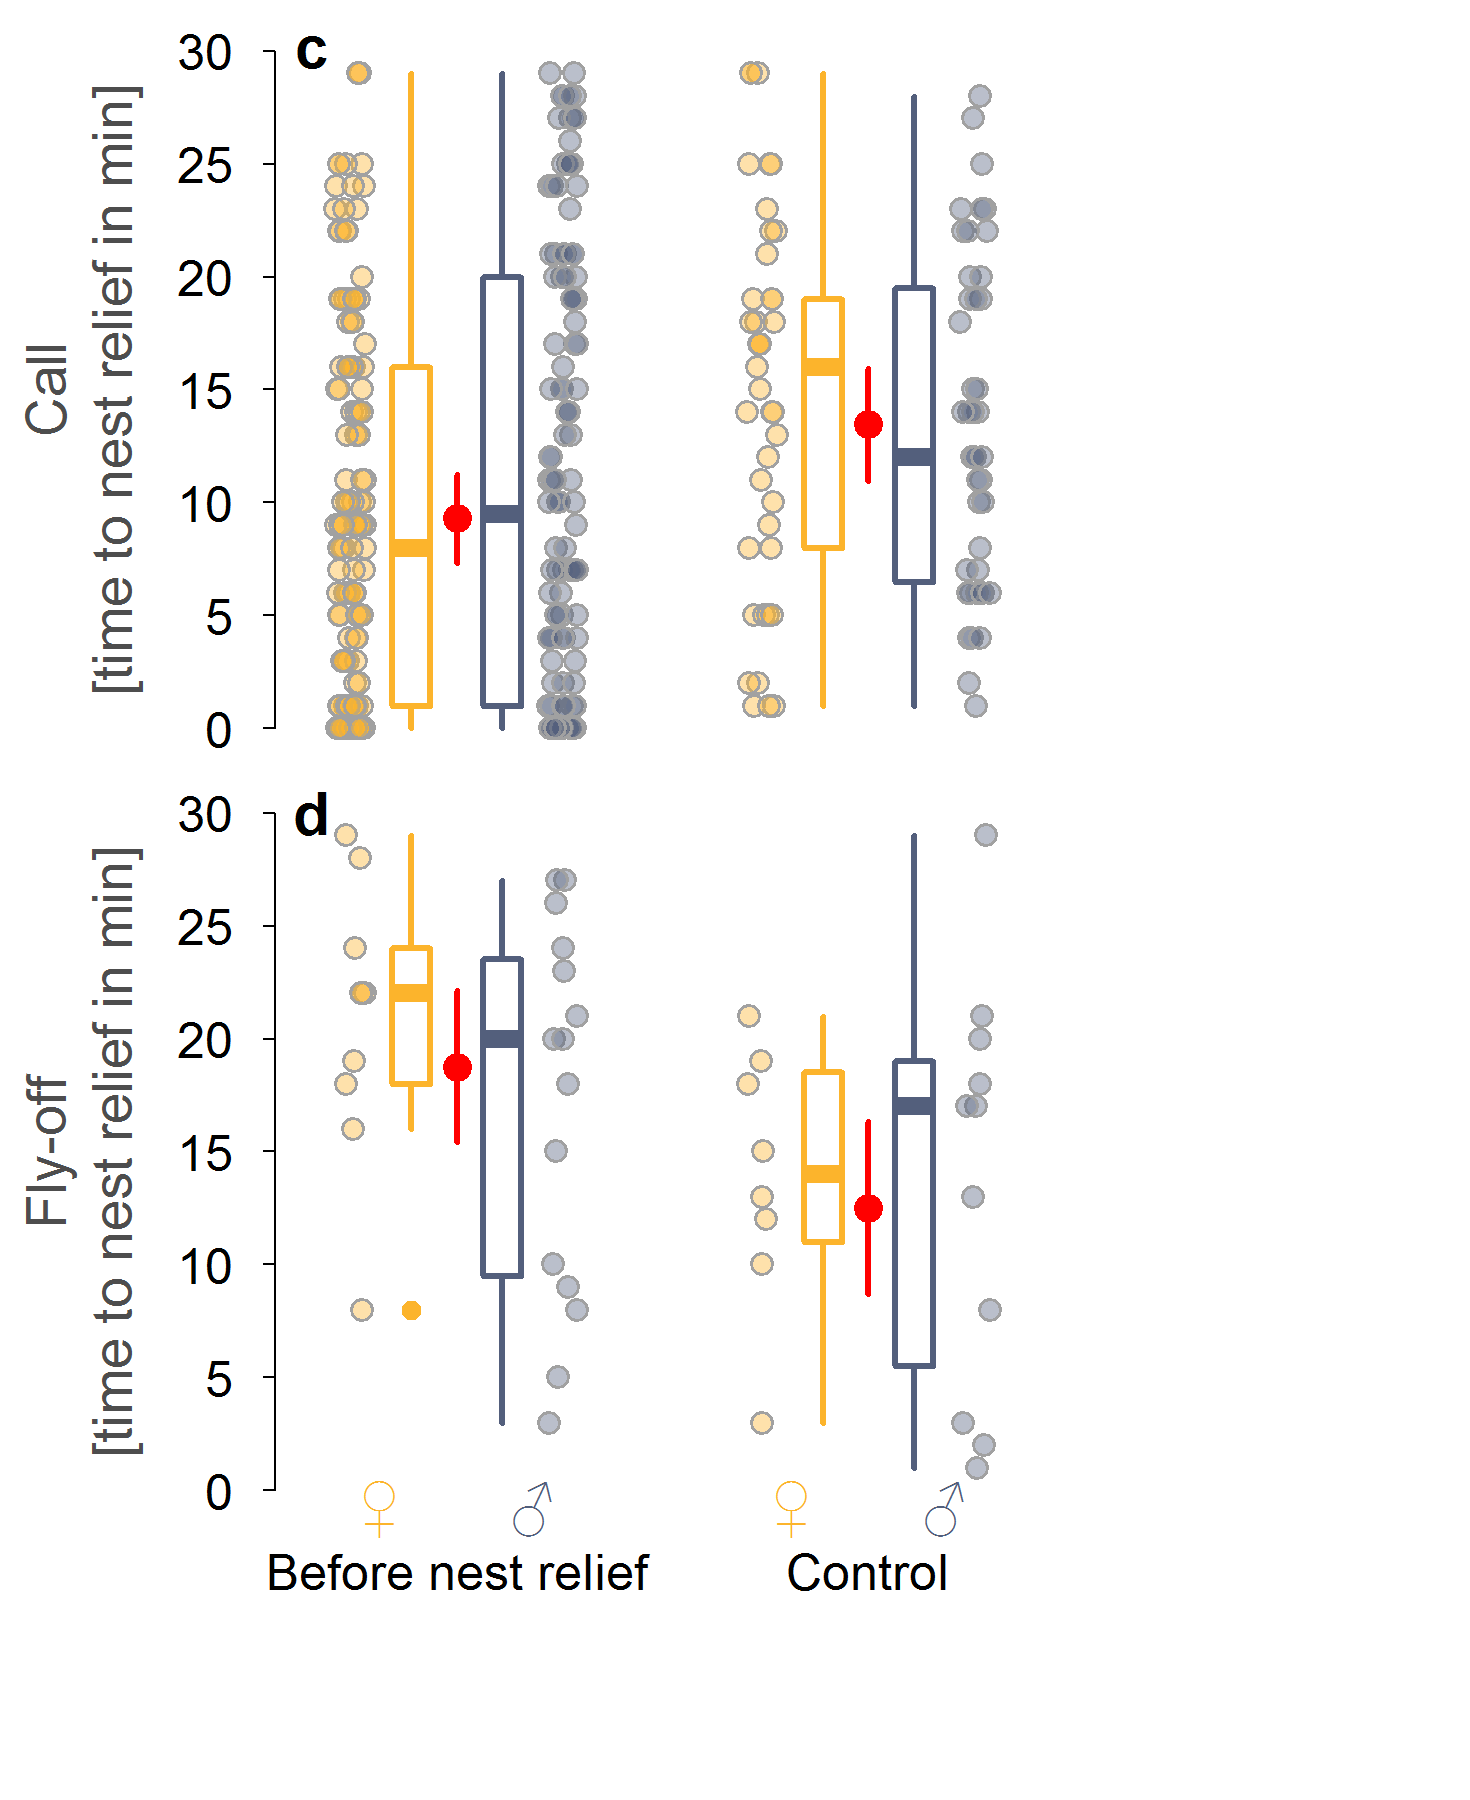 c
30
25
20
15
10
5
0
Call
[time to nest relief in min]
d
30
25
20
15
10
5
0
Fly-off
[time to nest relief in min]
♀ ♂ ♀ ♂
Before nest relief Control